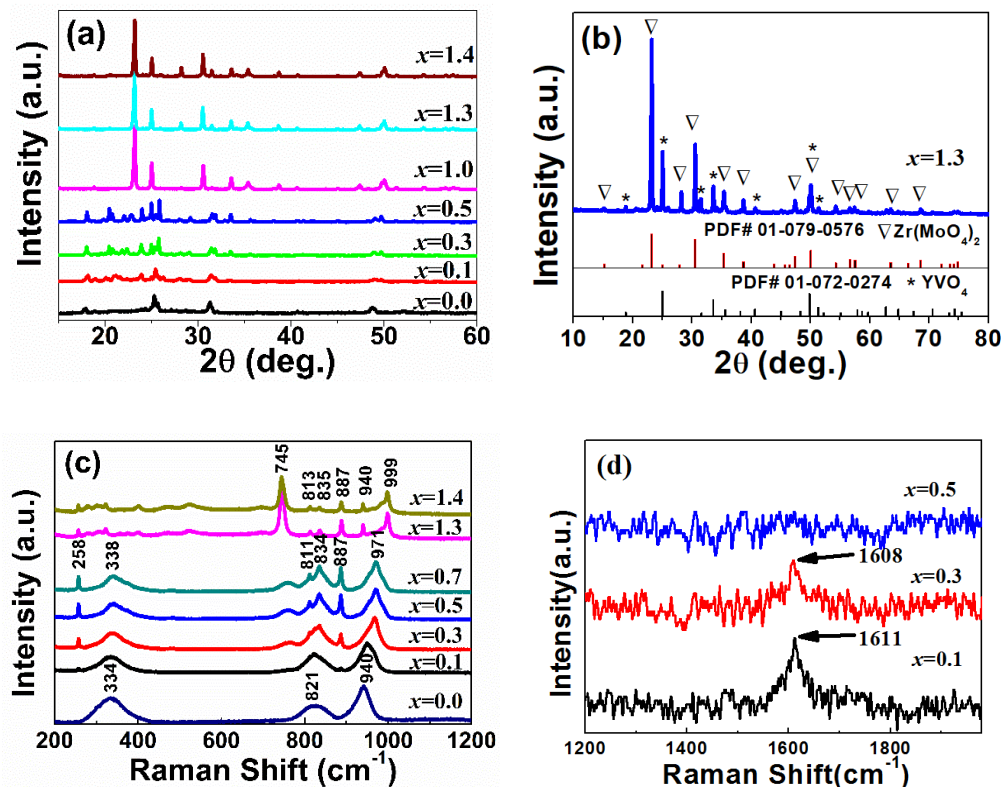 (a)
x=1.4
x=1.3
x=1.0
x=0.5
x=0.3
x=0.1
x=0.0
Intensity (a.u.)
20 30 40 50 60
2θ (deg.)
(b)
x=1.3
PDF# 01-079-0576 ∇Zr(MoO₄)₂
PDF# 01-072-0274 * YVO₄
Intensity (a.u.)
10 20 30 40 50 60 70 80
2θ (deg.)
(c)
745
813
835
887
940
999
x=1.4
x=1.3
258
338
811
834
887
971
x=0.7
x=0.5
x=0.3
x=0.1
334
821
940
x=0.0
Intensity (a.u.)
200 400 600 800 1000 1200
Raman Shift (cm⁻¹)
(d)
x=0.5
1608
x=0.3
1611
x=0.1
Intensity(a.u.)
1200 1400 1600 1800
Raman Shift(cm⁻¹)